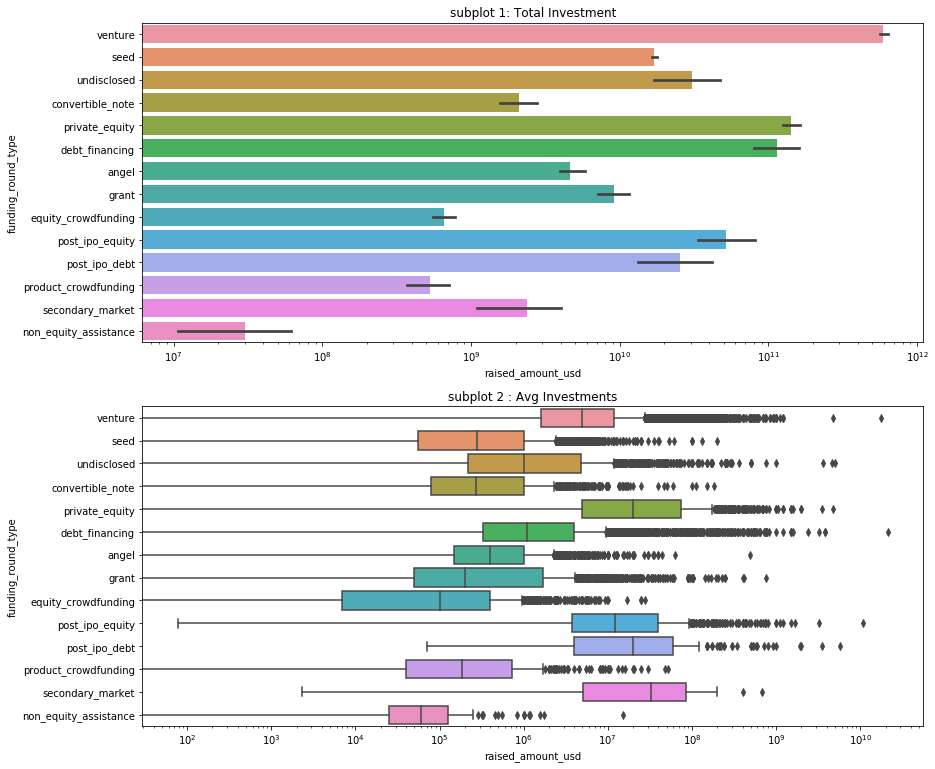 subplot 1: Total Investment
venture
seed
undisclosed
convertible_note
private_equity
debt_financing
angel
grant
equity_crowdfunding
post_ipo_equity
post_ipo_debt
product_crowdfunding
secondary_market
non_equity_assistance
funding_round_type
10⁷ 10⁸ 10⁹ 10¹⁰ 10¹¹ 10¹²
raised_amount_usd
subplot 2 : Avg Investments
venture
seed
undisclosed
convertible_note
private_equity
debt_financing
angel
grant
equity_crowdfunding
post_ipo_equity
post_ipo_debt
product_crowdfunding
secondary_market
non_equity_assistance
funding_round_type
10² 10³ 10⁴ 10⁵ 10⁶ 10⁷ 10⁸ 10⁹ 10¹⁰
raised_amount_usd